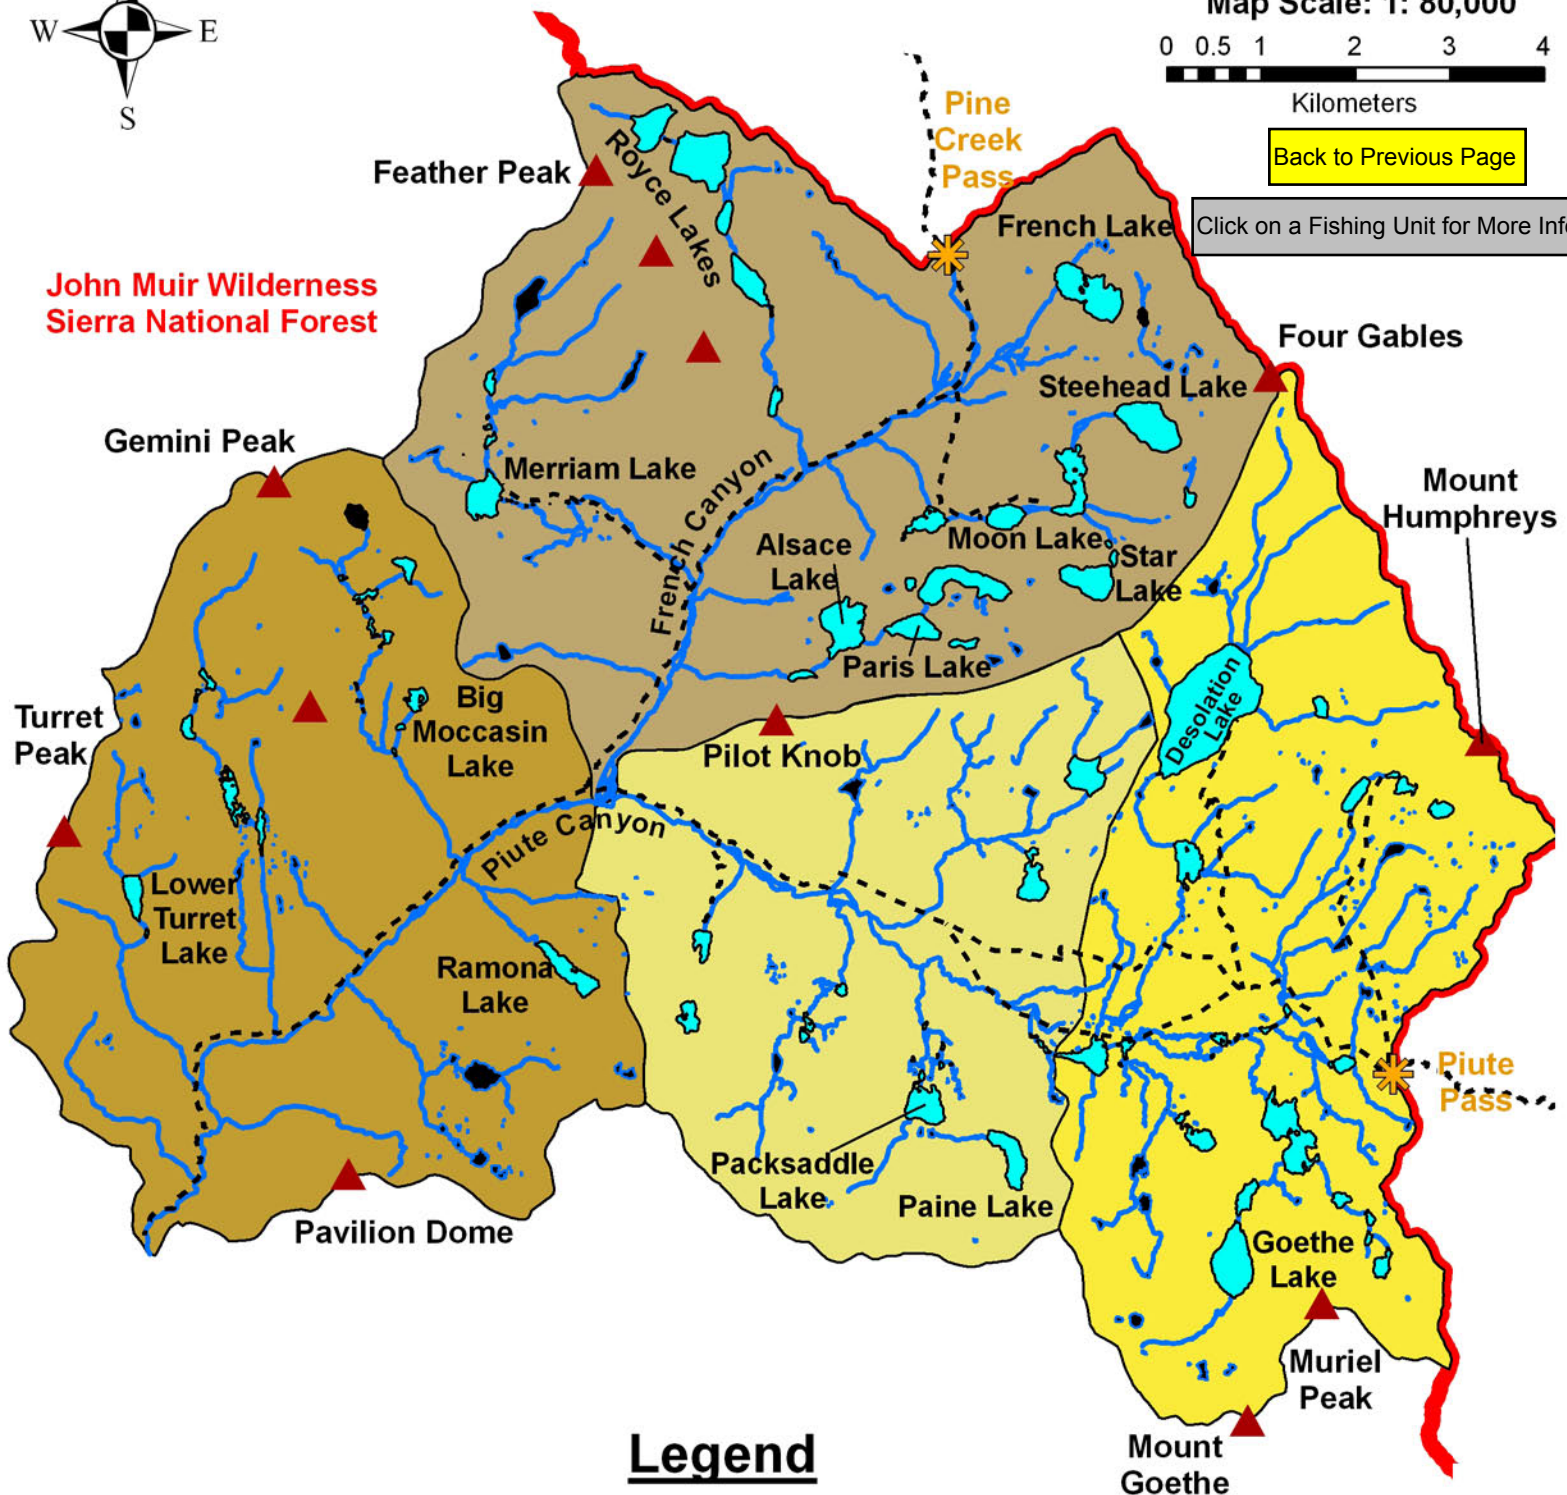 Map Scale: 1: 80,000
W
E
S
0 0.5 1 2 3 4
Kilometers
Back to Previous Page
Click on a Fishing Unit for More Inf
Pine
Creek
Pass
Feather Peak
Royce Lakes
French Lake
John Muir Wilderness
Sierra National Forest
Four Gables
Steehead Lake
Gemini Peak
Merriam Lake
Mount
Humphreys
French Canyon
Alsace
Lake
Moon Lake
Star
Lake
Paris Lake
Big
Moccasin
Lake
Turret
Peak
Pilot Knob
Desolation
Lake
Piute Canyon
Lower
Turret
Lake
Ramona
Lake
Piute
Pass
Packsaddle
Lake
Paine Lake
Pavilion Dome
Goethe
Lake
Muriel
Peak
Mount
Goethe
Legend